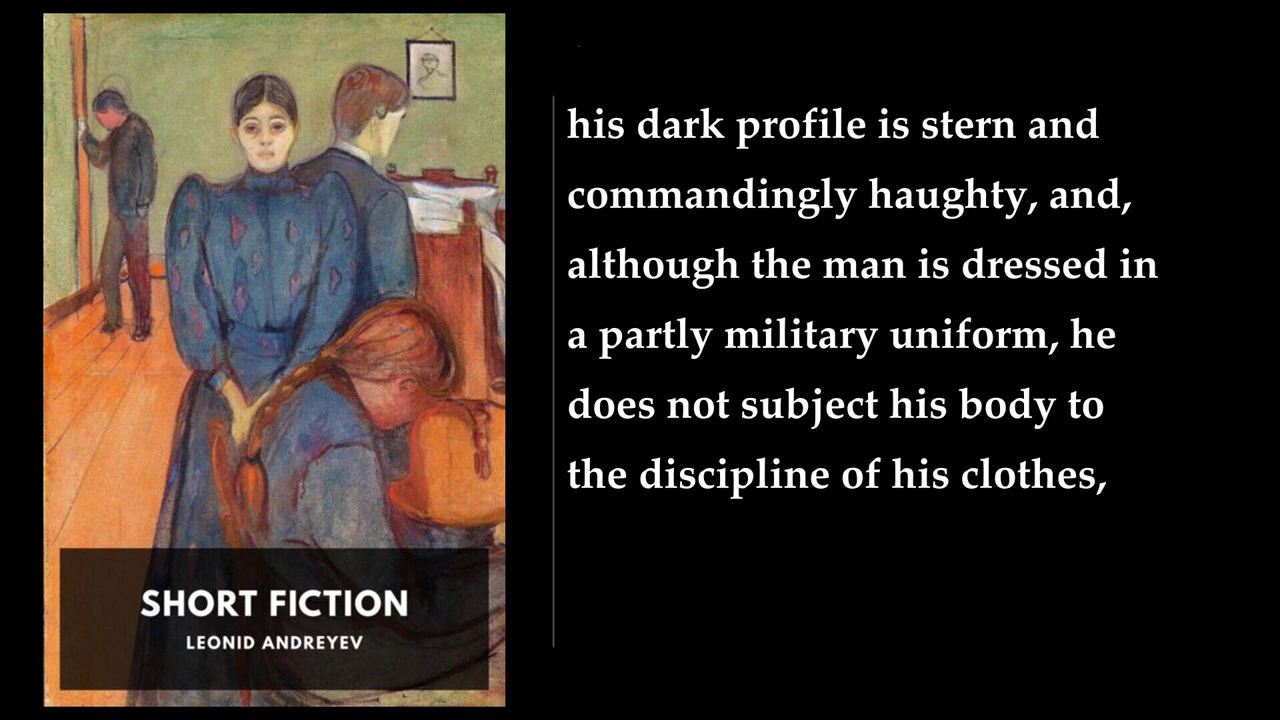 SHORT FICTION
LEONID ANDREYEV
his dark profile is stern and
commandingly haughty, and,
although the man is dressed in
a partly military uniform, he
does not subject his body to
the discipline of his clothes,